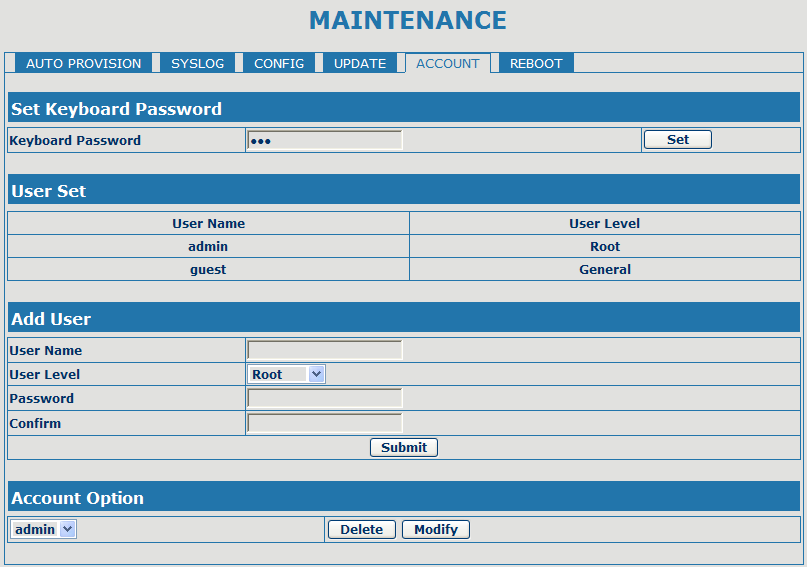 MAINTENANCE
AUTO PROVISION SYSLOG CONFIG UPDATE ACCOUNT REBOOT
Set Keyboard Password
Keyboard Password ••• Set
User Set
User Name User Level
admin Root
guest General
Add User
User Name
User Level Root
Password
Confirm
Submit
Account Option
admin Delete Modify